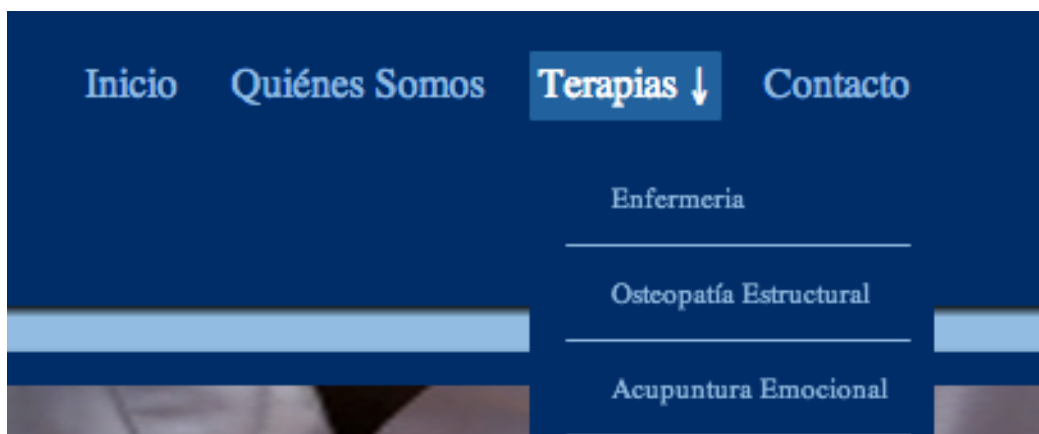 Inicio Quiénes Somos Terapias ↓ Contacto
Enfermeria
Osteopatía Estructural
Acupuntura Emocional